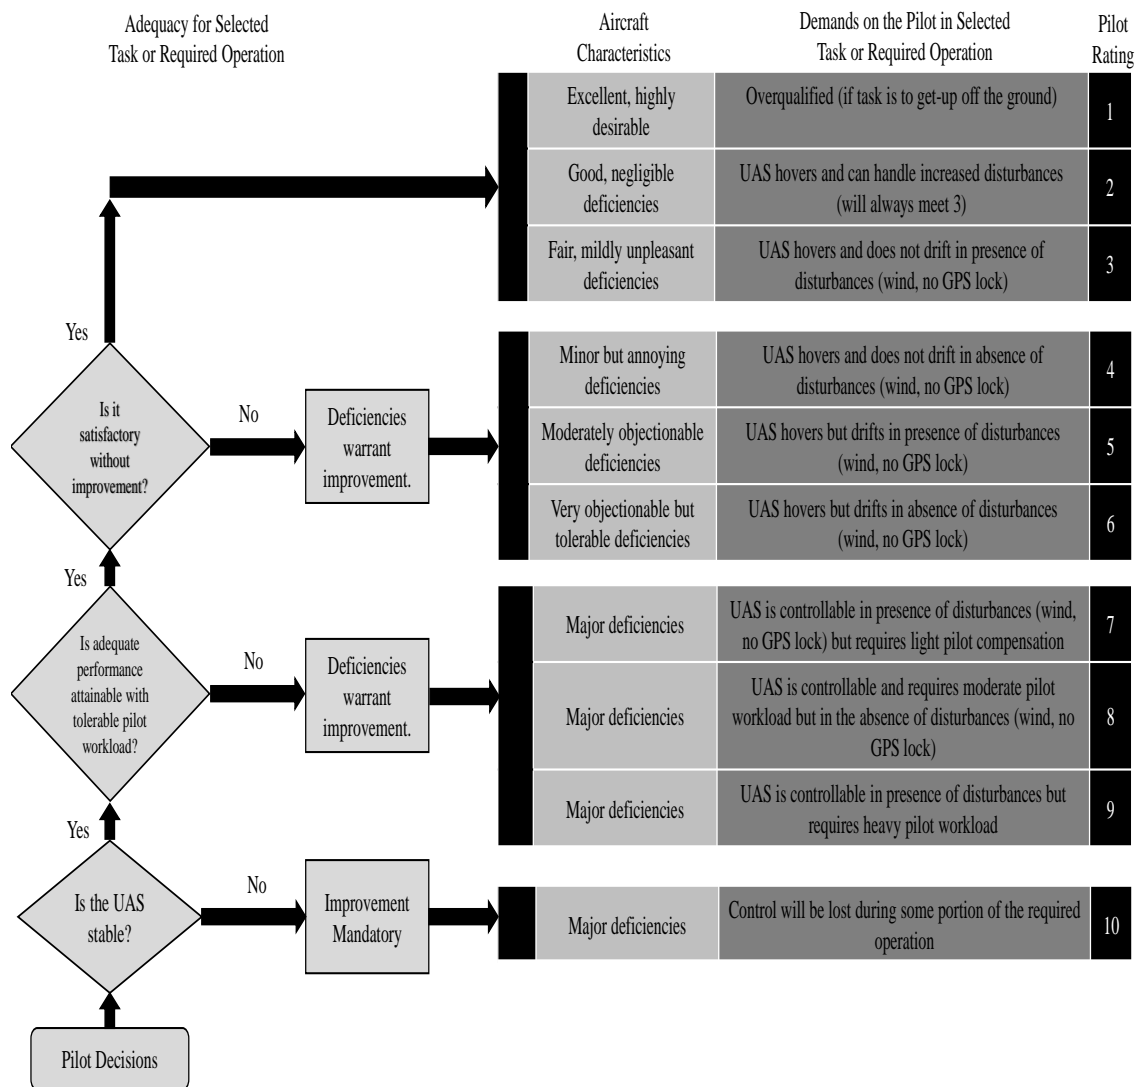 Adequacy for Selected
Task or Required Operation
Aircraft
Characteristics
Demands on the Pilot in Selected
Task or Required Operation
Pilot
Rating
Excellent, highly
desirable
Overqualified (if task is to get-up off the ground)
1
Good, negligible
deficiencies
UAS hovers and can handle increased disturbances
(will always meet 3)
2
Fair, mildly unpleasant
deficiencies
UAS hovers and does not drift in presence of
disturbances (wind, no GPS lock)
3
Yes
Is it
satisfactory
without
improvement?
No
Deficiencies
warrant
improvement.
Minor but annoying
deficiencies
UAS hovers and does not drift in absence of
disturbances (wind, no GPS lock)
4
Moderately objectionable
deficiencies
UAS hovers but drifts in presence of disturbances
(wind, no GPS lock)
5
Very objectionable but
tolerable deficiencies
UAS hovers but drifts in absence of disturbances
(wind, no GPS lock)
6
Yes
Is adequate
performance
attainable with
tolerable pilot
workload?
No
Deficiencies
warrant
improvement.
Major deficiencies
UAS is controllable in presence of disturbances (wind,
no GPS lock) but requires light pilot compensation
7
Major deficiencies
UAS is controllable and requires moderate pilot
workload but in the absence of disturbances (wind, no
GPS lock)
8
Major deficiencies
UAS is controllable in presence of disturbances but
requires heavy pilot workload
9
Yes
Is the UAS
stable?
No
Improvement
Mandatory
Major deficiencies
Control will be lost during some portion of the required
operation
10
Pilot Decisions